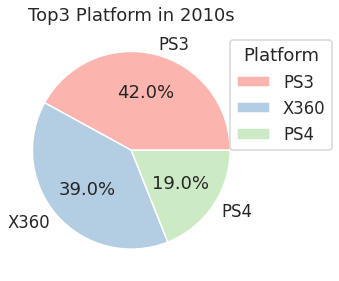 Top3 Platform in 2010s
PS3
42.0%
39.0%
19.0%
X360
PS4
Platform
PS3
X360
PS4